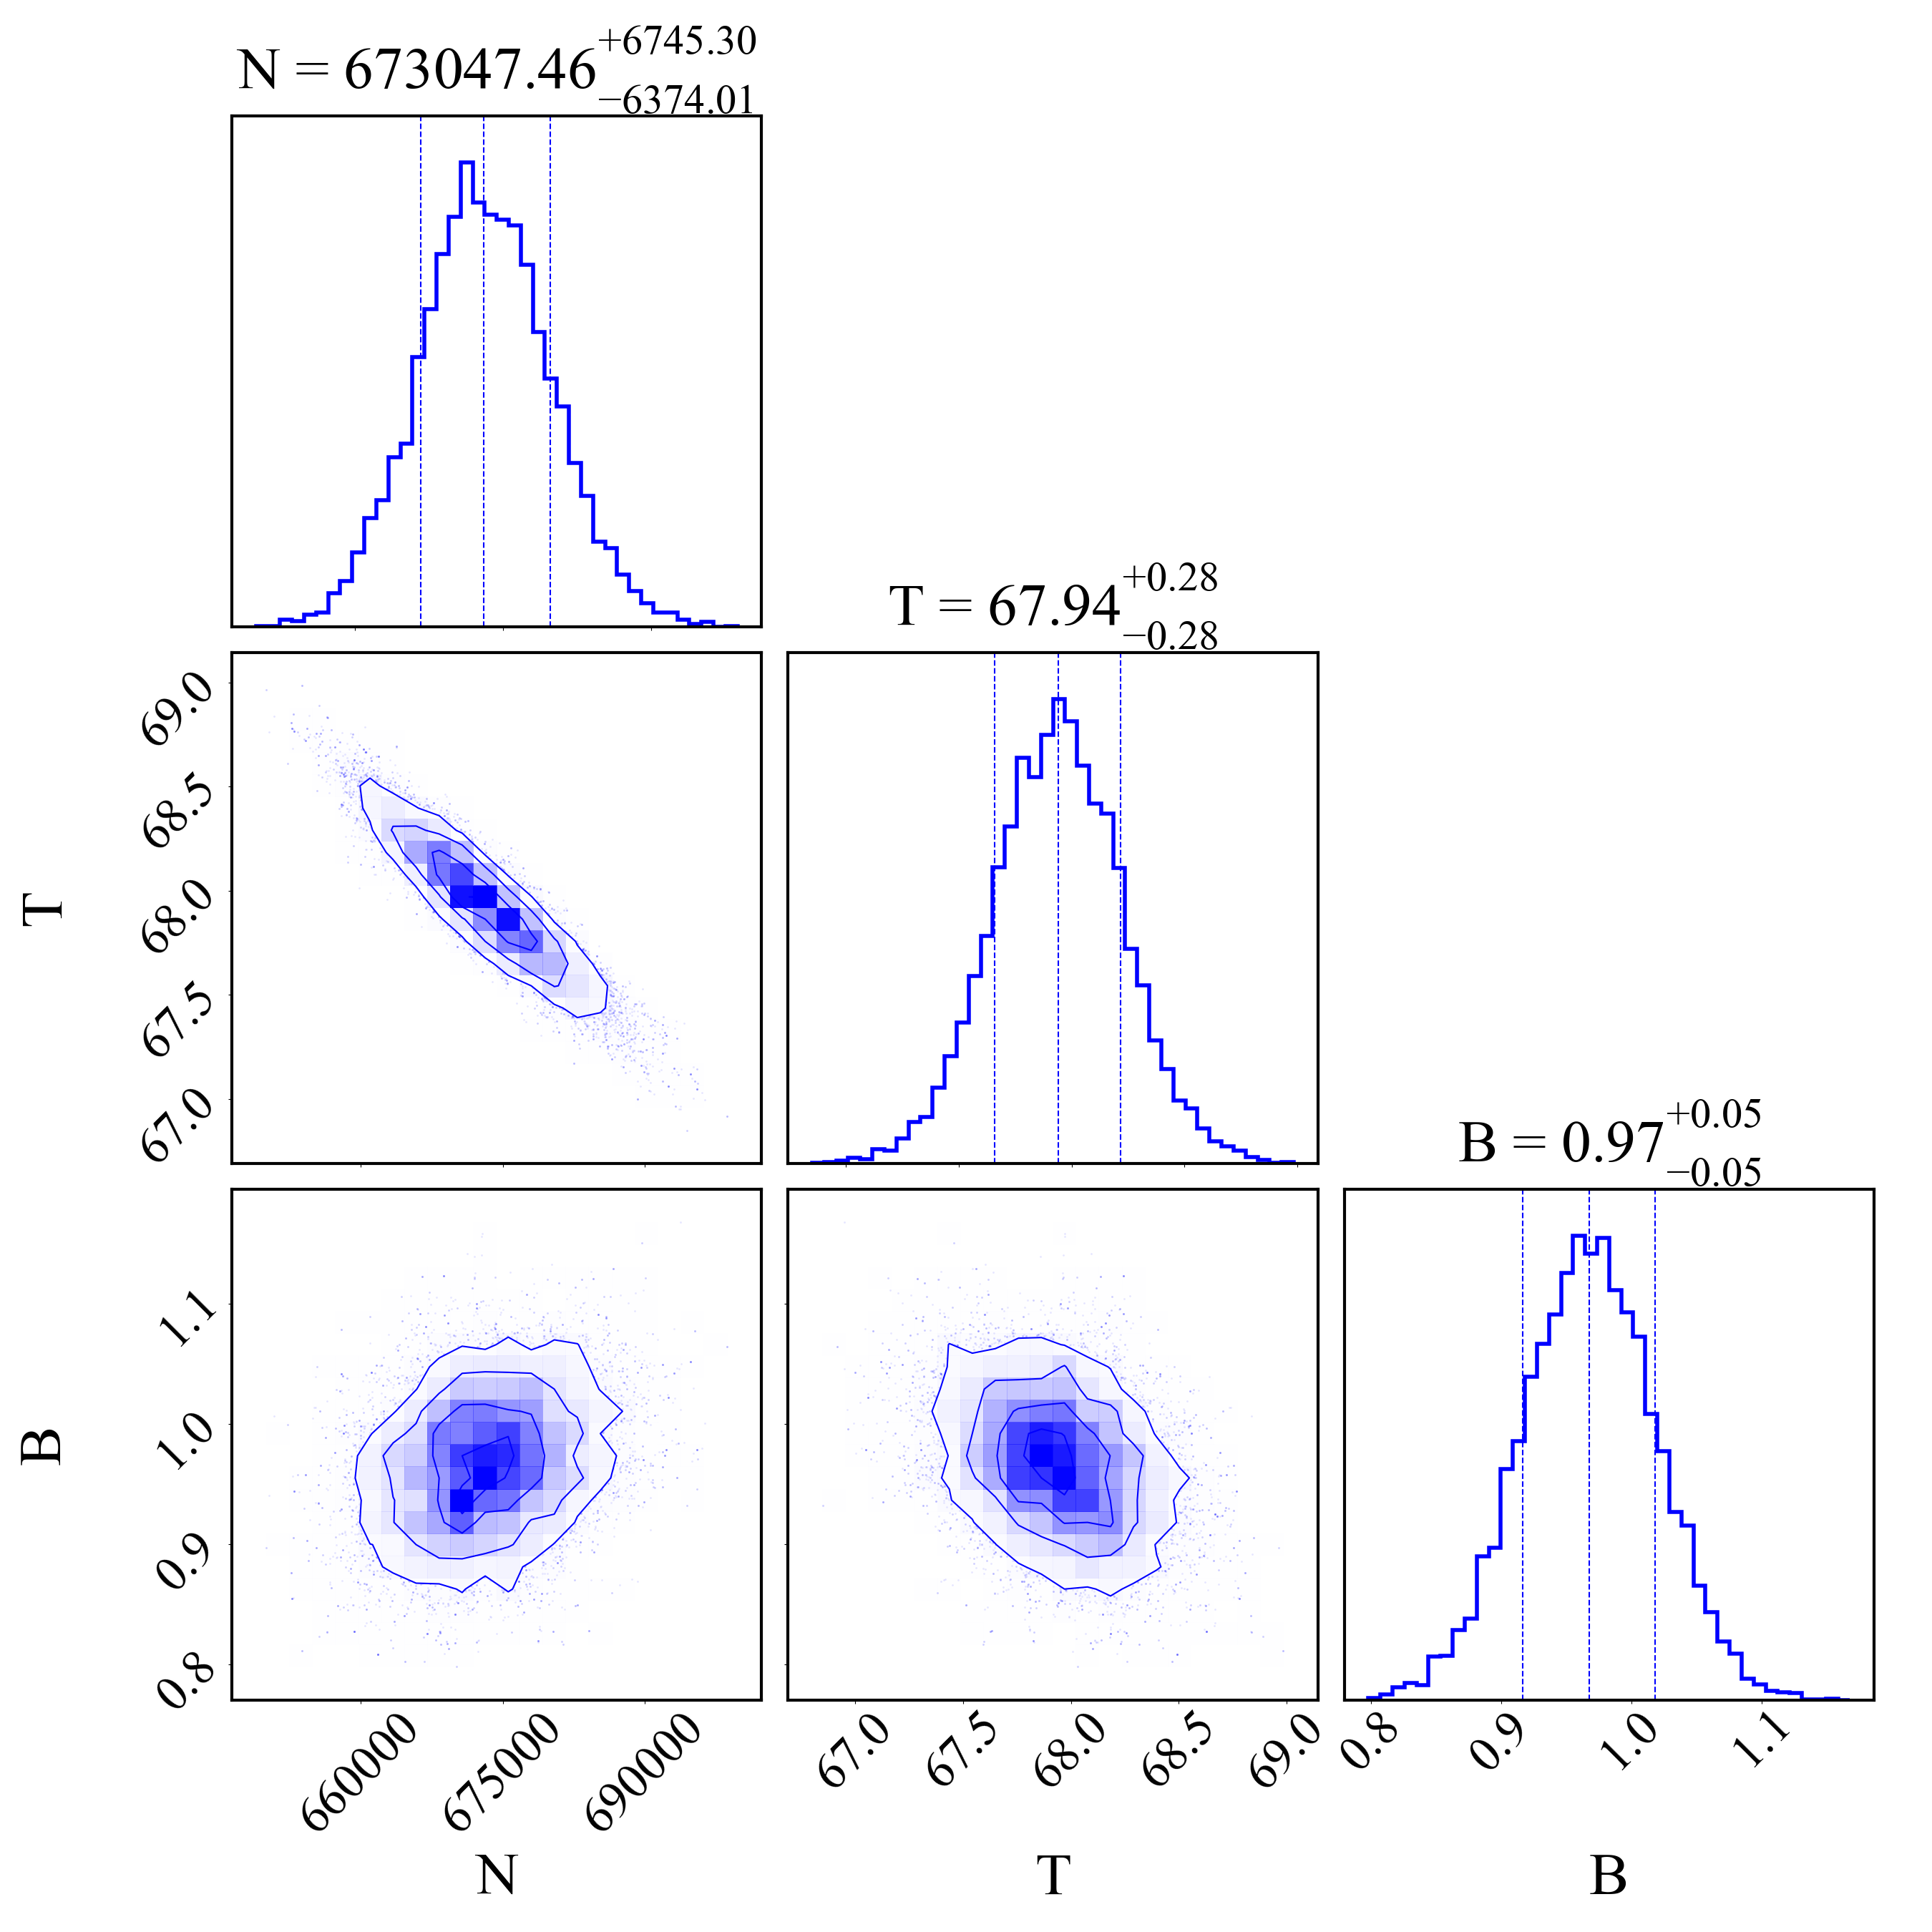 N = 673047.46 +6745.30 −6374.01
T = 67.94 +0.28 −0.28
69.0
68.5
68.0
67.5
67.0
T
B = 0.97 +0.05 −0.05
1.1
1.0
0.9
0.8
B
660000 675000 690000
67.0 67.5 68.0 68.5 69.0
0.8 0.9 1.0 1.1
N T B